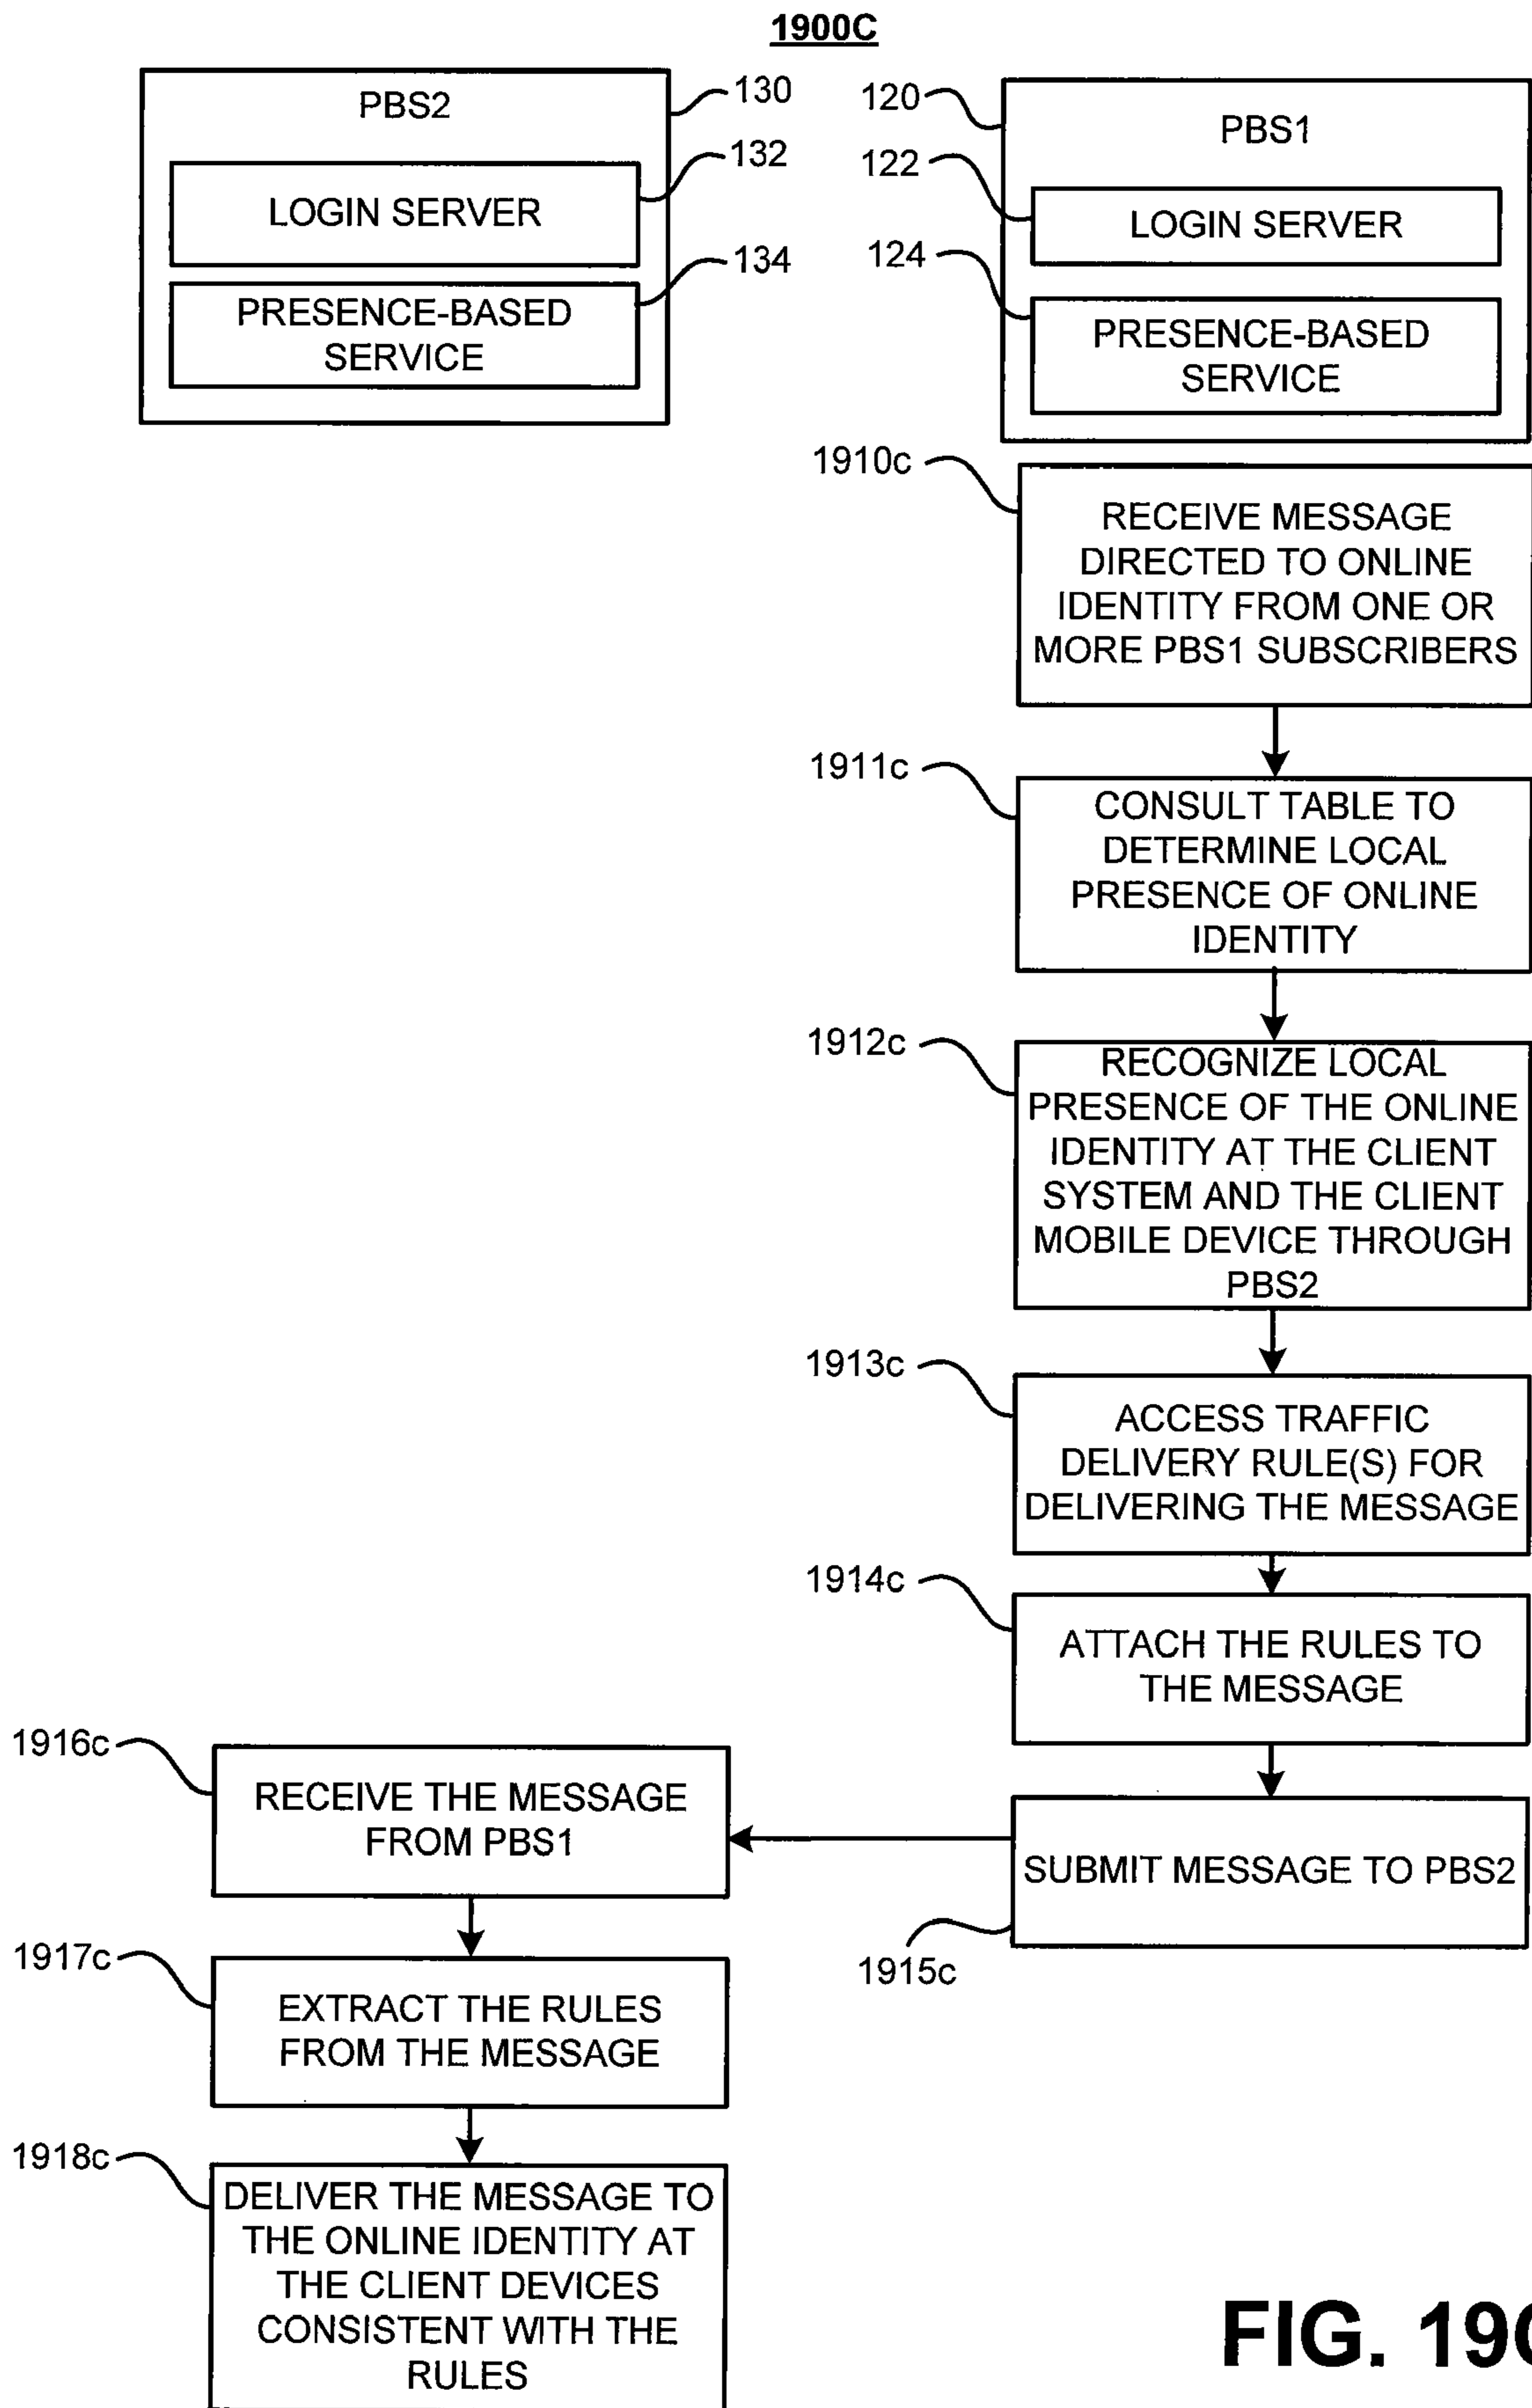 1900C
PBS2
130
LOGIN SERVER
132
PRESENCE-BASED
SERVICE
134
120
PBS1
122
LOGIN SERVER
124
PRESENCE-BASED
SERVICE
1910c
RECEIVE MESSAGE
DIRECTED TO ONLINE
IDENTITY FROM ONE OR
MORE PBS1 SUBSCRIBERS
1911c
CONSULT TABLE TO
DETERMINE LOCAL
PRESENCE OF ONLINE
IDENTITY
1912c
RECOGNIZE LOCAL
PRESENCE OF THE ONLINE
IDENTITY AT THE CLIENT
SYSTEM AND THE CLIENT
MOBILE DEVICE THROUGH
PBS2
1913c
ACCESS TRAFFIC
DELIVERY RULE(S) FOR
DELIVERING THE MESSAGE
1914c
ATTACH THE RULES TO
THE MESSAGE
SUBMIT MESSAGE TO PBS2
1915c
1916c
RECEIVE THE MESSAGE
FROM PBS1
1917c
EXTRACT THE RULES
FROM THE MESSAGE
1918c
DELIVER THE MESSAGE TO
THE ONLINE IDENTITY AT
THE CLIENT DEVICES
CONSISTENT WITH THE
RULES
FIG. 19C